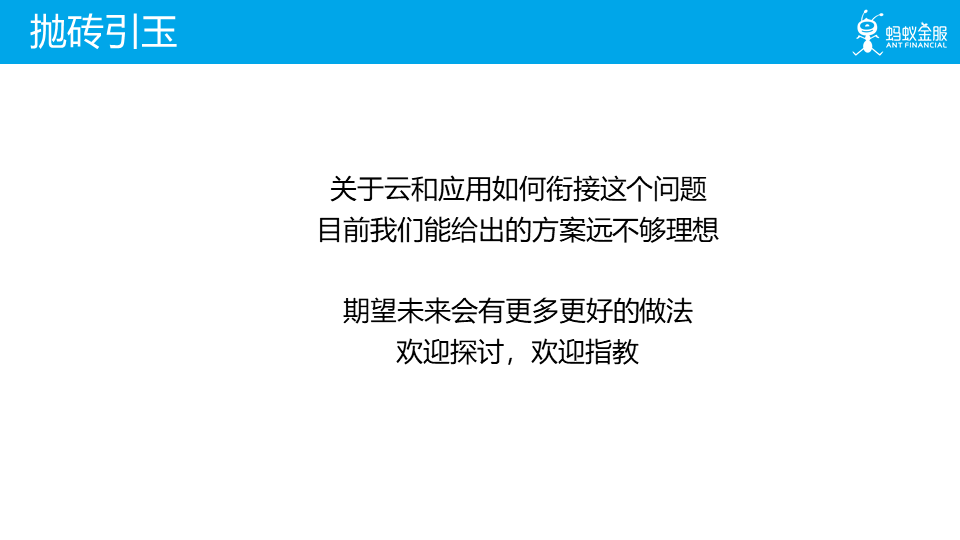 抛砖引玉
蚂蚁金服
ANT FINANCIAL
关于云和应用如何衔接这个问题
目前我们能给出的方案远不够理想
期望未来会有更多更好的做法
欢迎探讨，欢迎指教